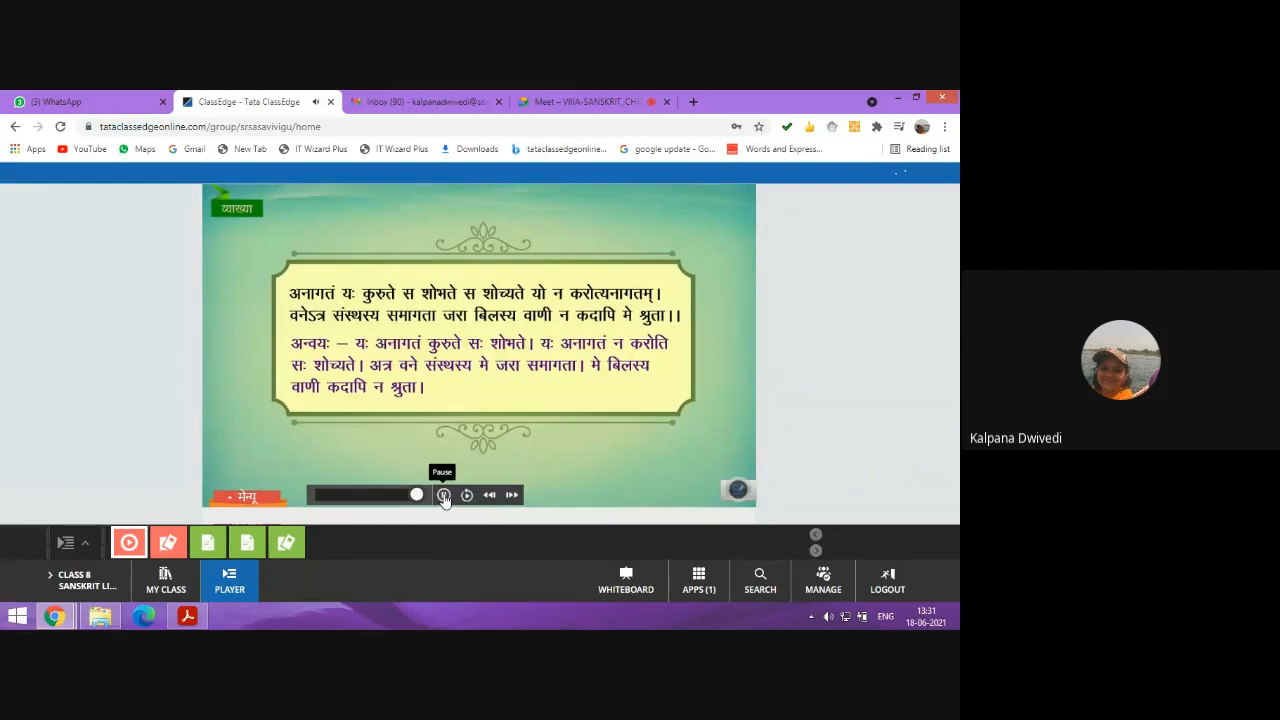 (3) WhatsApp
ClassEdge - Tata ClassEdge
Inbox (90) - kalpanadwivedi@ss
Meet – VIIIA-SANSKRIT, CH
tataclassedgeonline.com/group/srsasavivigu/home
Apps YouTube Maps Gmail New Tab IT Wizard Plus IT Wizard Plus Downloads tataclassedgeonline... google update - Go... Words and Express... Reading list
व्याख्या
अनागतं यः कुरुते स शोभते स शोच्यते यो न करोत्यनागतम्।
वनेऽत्र संस्थस्य समागता जरा बिलस्य वाणी न कदापि मे श्रुता।।
अन्वयः – यः अनागतं कुरुते सः शोभते। यः अनागतं न करोति
सः शोच्यते। अत्र वने संस्थस्य मे जरा समागता। मे बिलस्य
वाणी कदापि न श्रुता।
Kalpana Dwivedi
Pause
मेन्यू
CLASS 8
SANSKRIT LI...
MY CLASS
PLAYER
WHITEBOARD
APPS (1)
SEARCH
MANAGE
LOGOUT
ENG
13:31
18-06-2021